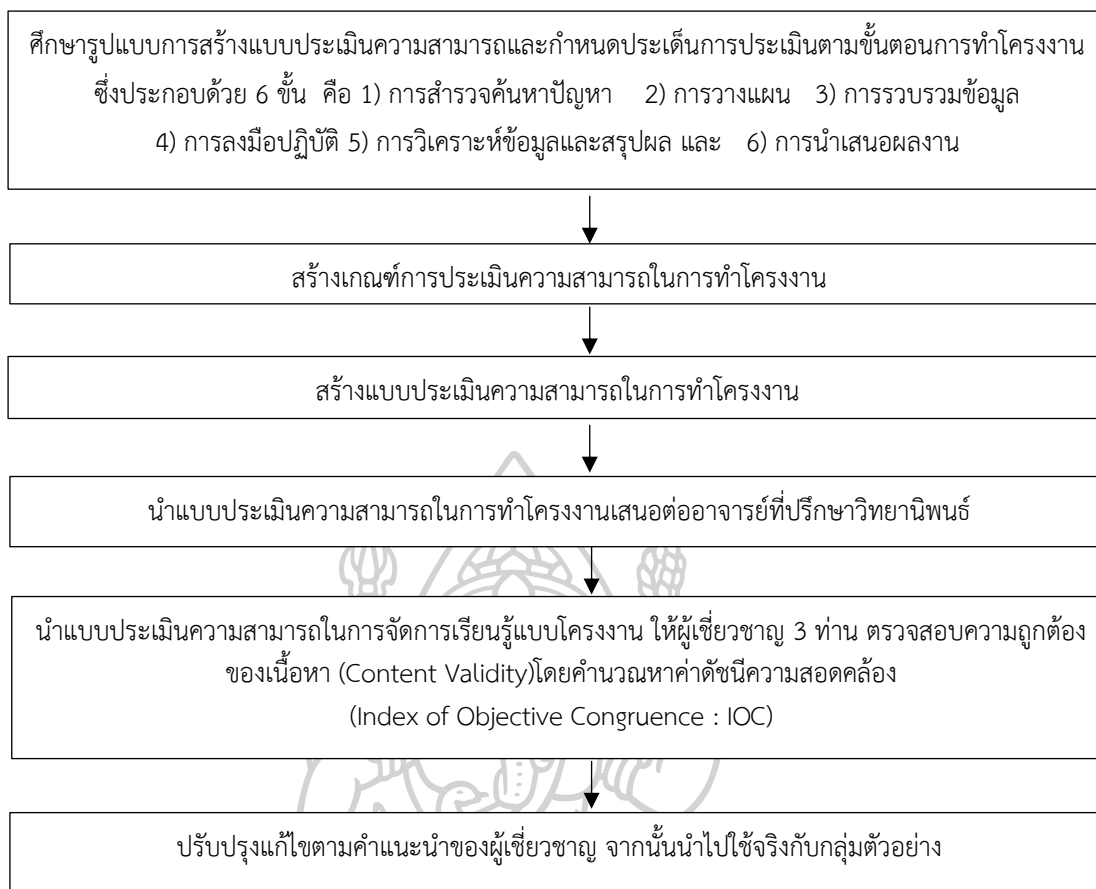 ศึกษารูปแบบการสร้างแบบประเมินความสามารถและกำหนดประเด็นการประเมินตามขั้นตอนการทำโครงงาน
ซึ่งประกอบด้วย 6 ขั้น คือ 1) การสำรวจค้นหาปัญหา 2) การวางแผน 3) การรวบรวมข้อมูล
4) การลงมือปฏิบัติ 5) การวิเคราะห์ข้อมูลและสรุปผล และ 6) การนำเสนอผลงาน
สร้างเกณฑ์การประเมินความสามารถในการทำโครงงาน
สร้างแบบประเมินความสามารถในการทำโครงงาน
นำแบบประเมินความสามารถในการทำโครงงานเสนอต่ออาจารย์ที่ปรึกษาวิทยานิพนธ์
นำแบบประเมินความสามารถในการจัดการเรียนรู้แบบโครงงาน ให้ผู้เชี่ยวชาญ 3 ท่าน ตรวจสอบความถูกต้อง
ของเนื้อหา (Content Validity)โดยคำนวณหาค่าดัชนีความสอดคล้อง
(Index of Objective Congruence : IOC)
ปรับปรุงแก้ไขตามคำแนะนำของผู้เชี่ยวชาญ จากนั้นนำไปใช้จริงกับกลุ่มตัวอย่าง